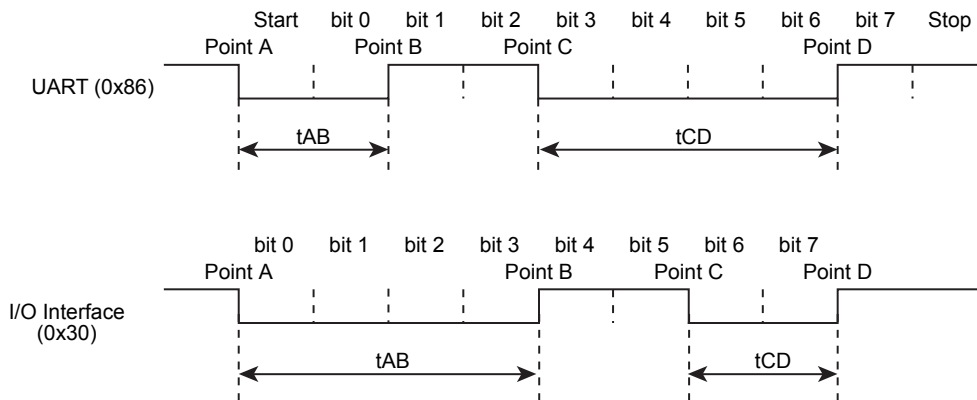 Start bit 0 bit 1 bit 2 bit 3 bit 4 bit 5 bit 6 bit 7 Stop
Point A Point B Point C Point D
UART (0x86)
tAB tCD
bit 0 bit 1 bit 2 bit 3 bit 4 bit 5 bit 6 bit 7
Point A Point B Point C Point D
I/O Interface
(0x30)
tAB tCD